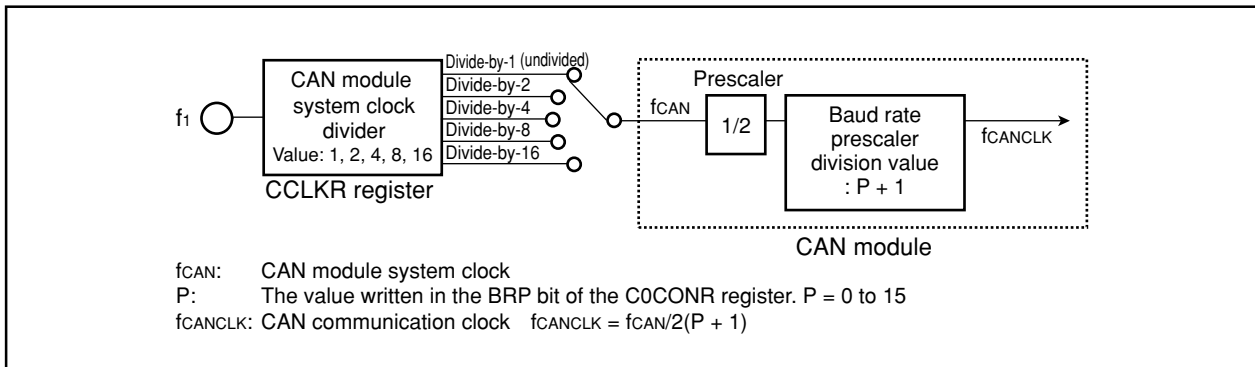 f1
CAN module
system clock
divider
Value: 1, 2, 4, 8, 16
CCLKR register
Divide-by-1 (undivided)
Divide-by-2
Divide-by-4
Divide-by-8
Divide-by-16
fCAN
Prescaler
1/2
Baud rate
prescaler
division value
: P + 1
fCANCLK
CAN module
fCAN: CAN module system clock
P: The value written in the BRP bit of the C0CONR register. P = 0 to 15
fCANCLK: CAN communication clock fCANCLK = fCAN/2(P + 1)